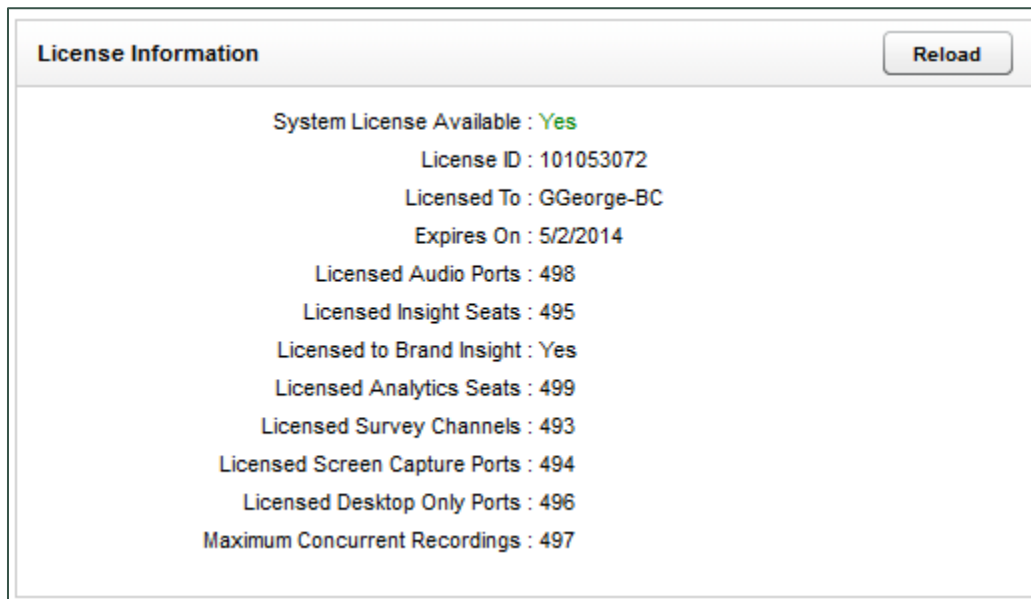 License Information
Reload
System License Available : Yes
License ID : 101053072
Licensed To : GGeorge-BC
Expires On : 5/2/2014
Licensed Audio Ports : 498
Licensed Insight Seats : 495
Licensed to Brand Insight : Yes
Licensed Analytics Seats : 499
Licensed Survey Channels : 493
Licensed Screen Capture Ports : 494
Licensed Desktop Only Ports : 496
Maximum Concurrent Recordings : 497